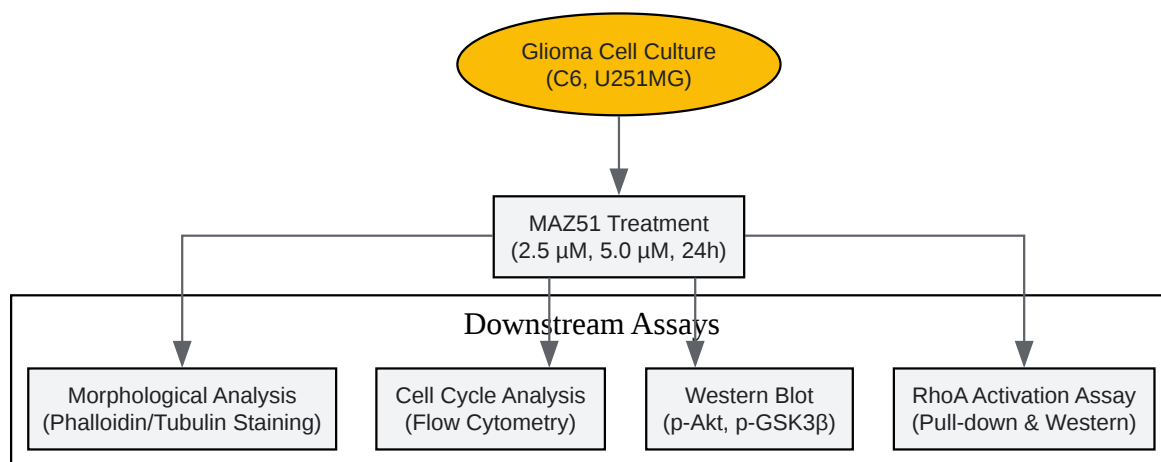 Glioma Cell Culture
(C6, U251MG)
MAZ51 Treatment
(2.5 µM, 5.0 µM, 24h)
Downstream Assays
Morphological Analysis
(Phalloidin/Tubulin Staining)
Cell Cycle Analysis
(Flow Cytometry)
Western Blot
(p-Akt, p-GSK3β)
RhoA Activation Assay
(Pull-down & Western)